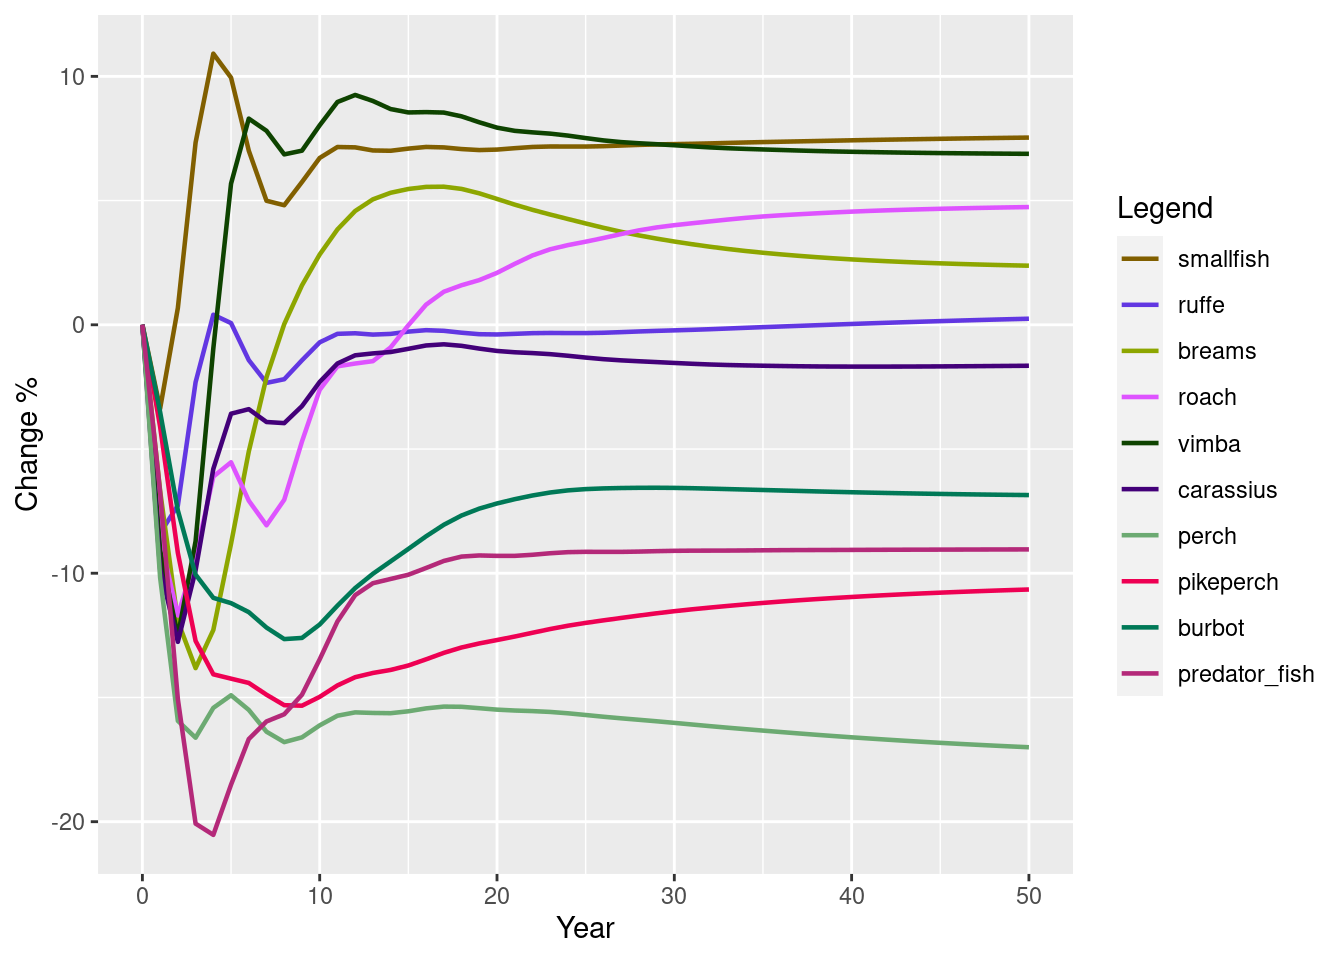 10
0
-10
-20
Change %
0 10 20 30 40 50
Year
Legend
smallfish
ruffe
breams
roach
vimba
carassius
perch
pikeperch
burbot
predator_fish